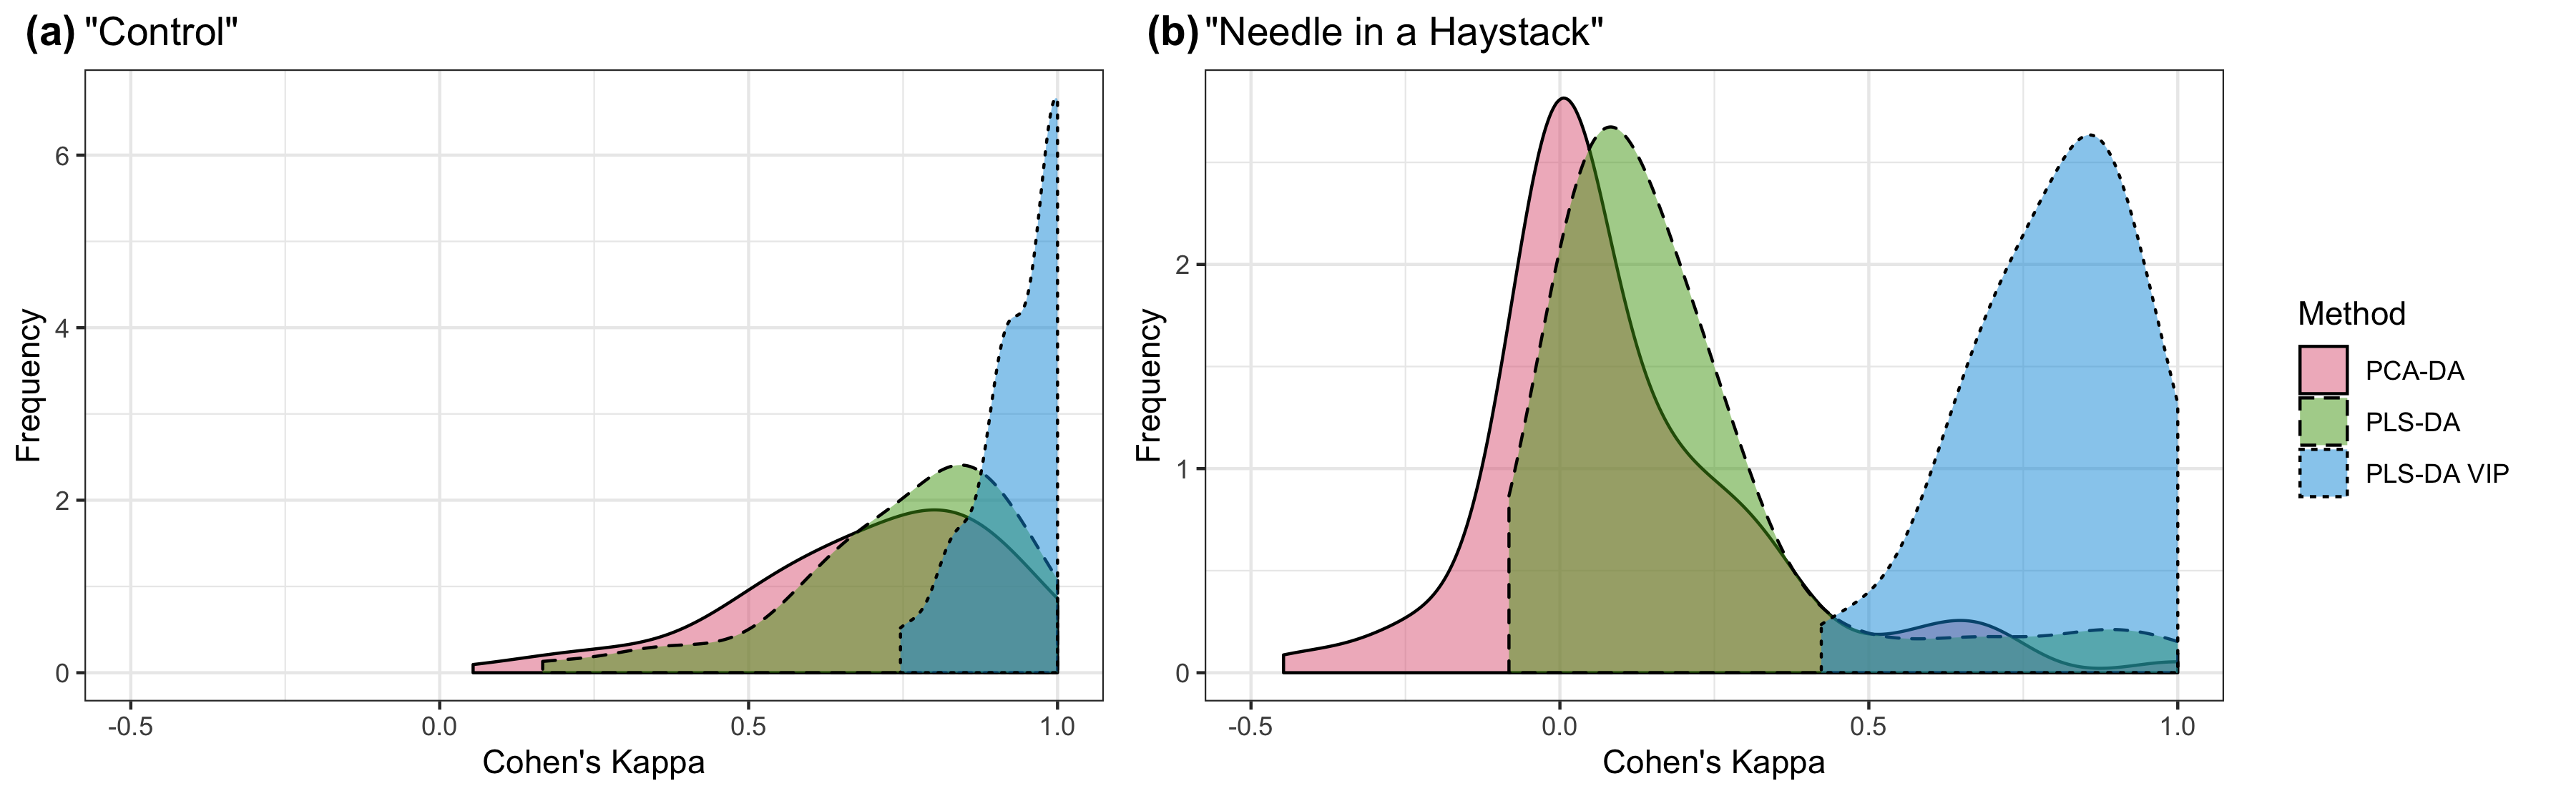 (a) "Control"
Frequency
6
4
2
0
-0.5 0.0 0.5 1.0
Cohen's Kappa
(b) "Needle in a Haystack"
Frequency
2
1
0
-0.5 0.0 0.5 1.0
Cohen's Kappa
Method
PCA-DA
PLS-DA
PLS-DA VIP